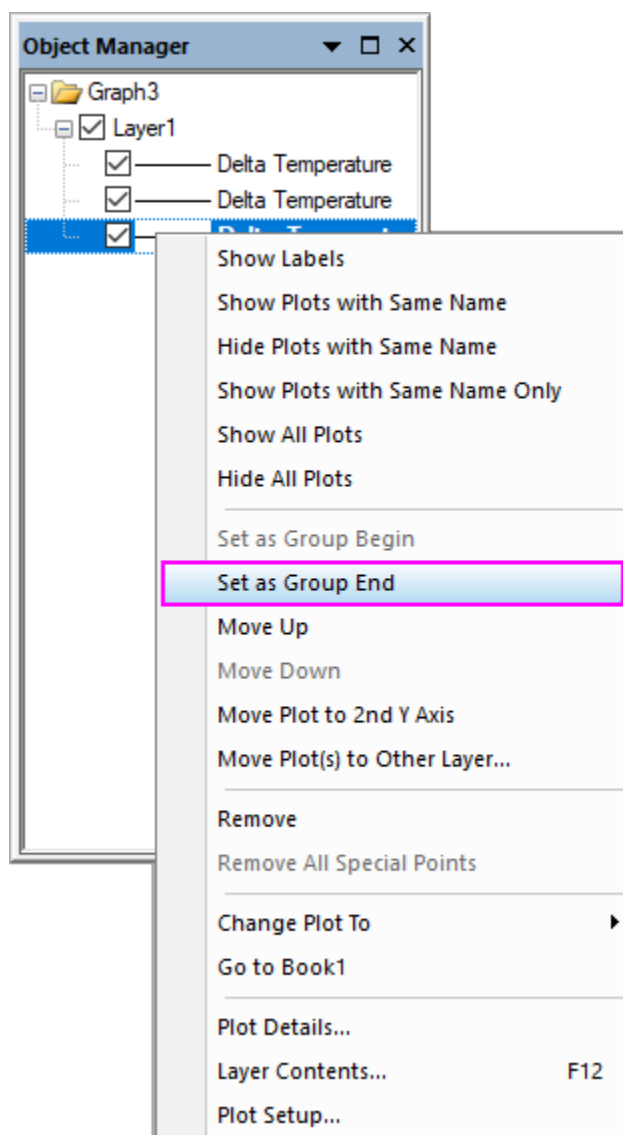 Object Manager
Graph3
Layer1
Delta Temperature
Delta Temperature
Show Labels
Show Plots with Same Name
Hide Plots with Same Name
Show Plots with Same Name Only
Show All Plots
Hide All Plots
Set as Group Begin
Set as Group End
Move Up
Move Down
Move Plot to 2nd Y Axis
Move Plot(s) to Other Layer...
Remove
Remove All Special Points
Change Plot To
Go to Book1
Plot Details...
Layer Contents... F12
Plot Setup...